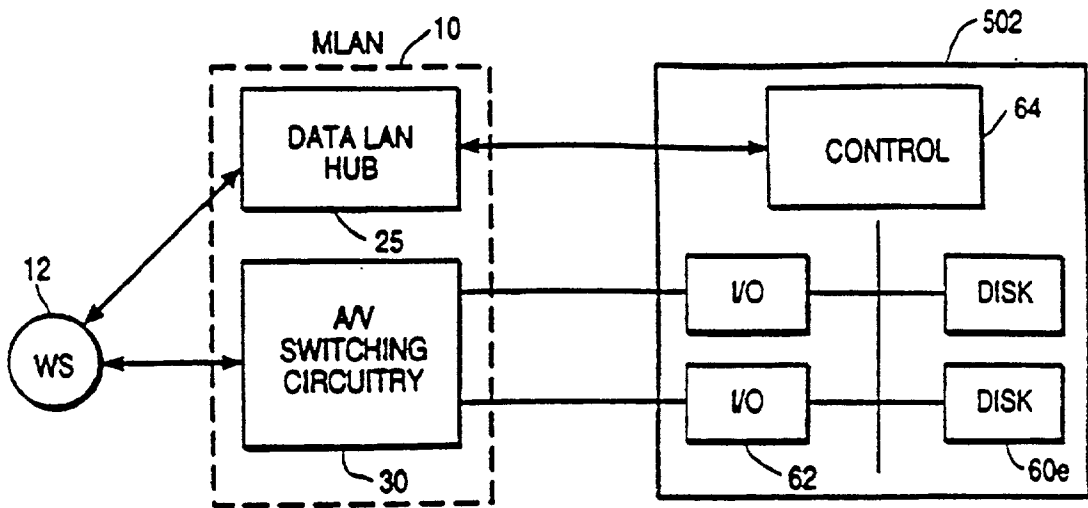 MLAN
10
DATA LAN
HUB
25
12
WS
A/V
SWITCHING
CIRCUITRY
30
502
64
CONTROL
I/O
DISK
I/O
DISK
62
60e